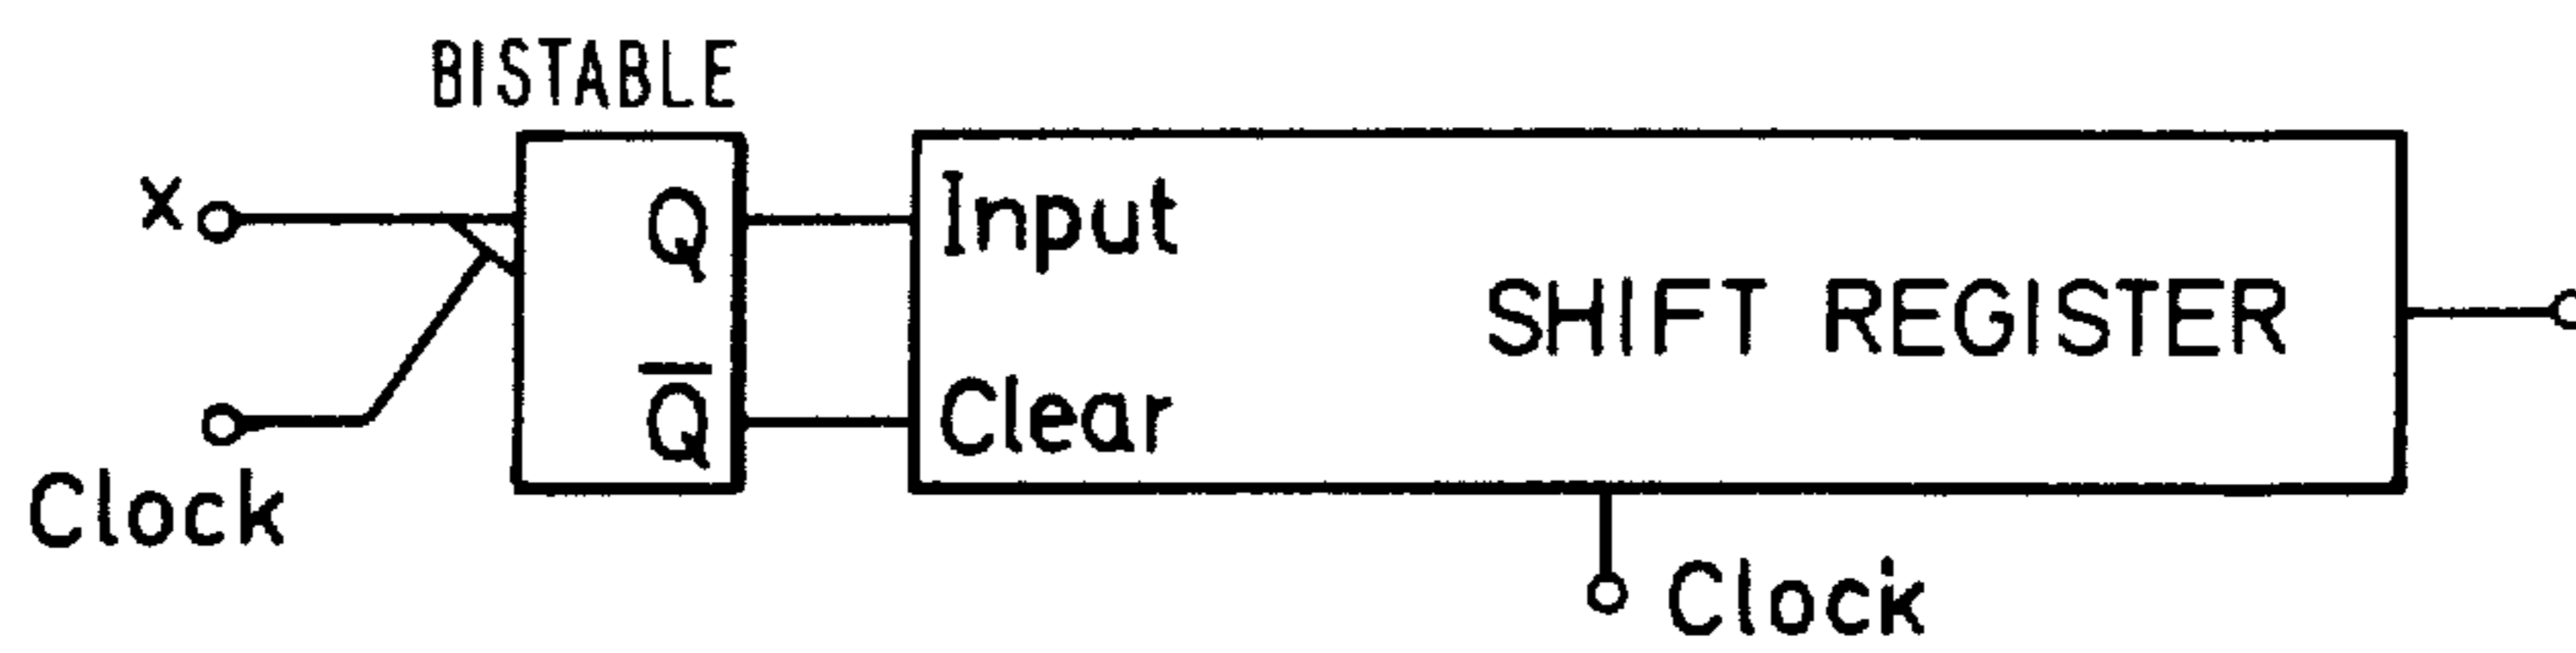 BISTABLE
x
Q
Input
SHIFT REGISTER
Q̅
Clear
Clock
Clock